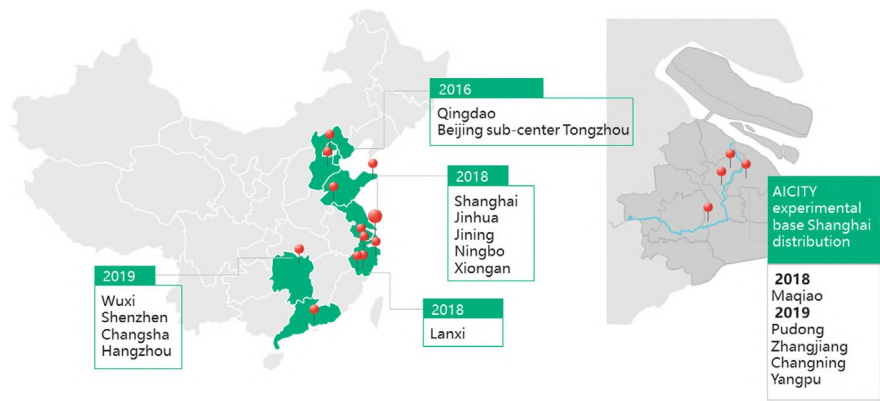 2016
Qingdao
Beijing sub-center Tongzhou
2018
Shanghai
Jinhua
Jining
Ningbo
Xiongan
2019
Wuxi
Shenzhen
Changsha
Hangzhou
2018
Lanxi
AICITY
experimental
base Shanghai
distribution
2018
Maqiao
2019
Pudong
Zhangjiang
Changning
Yangpu